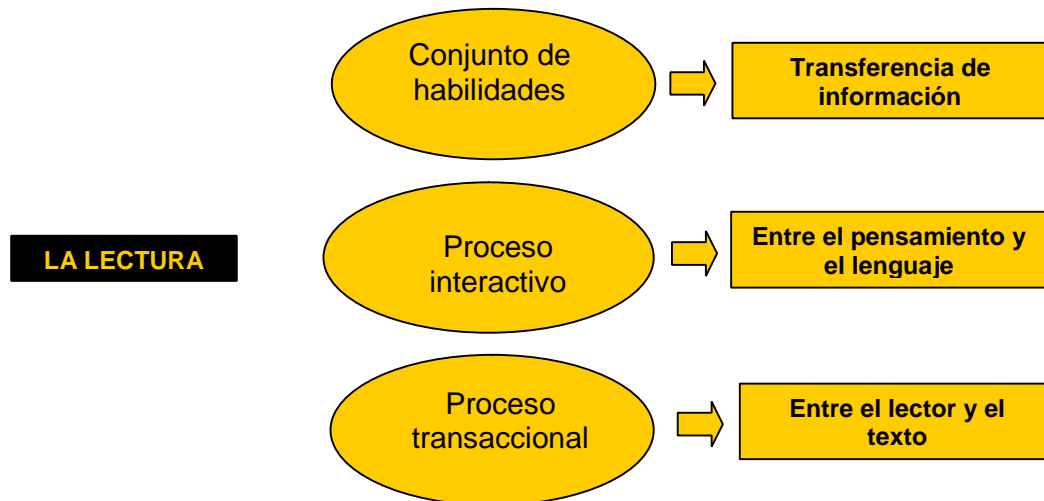 Conjunto de
habilidades
Transferencia de
información
LA LECTURA
Proceso
interactivo
Entre el pensamiento y
el lenguaje
Proceso
transaccional
Entre el lector y el
texto